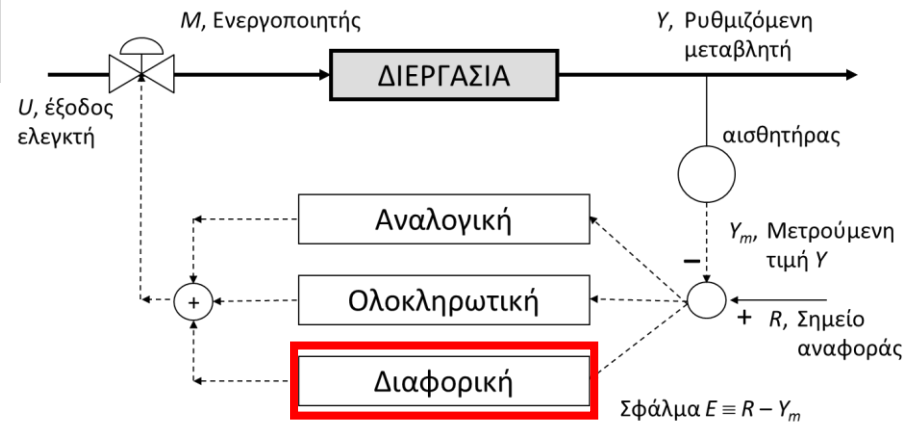 M, Ενεργοποιητής
Y, Ρυθμιζόμενη
μεταβλητή
ΔΙΕΡΓΑΣΙΑ
U, έξοδος
ελεγκτή
αισθητήρας
Αναλογική
Ym, Μετρούμενη
τιμή Y
–
Ολοκληρωτική
+
+ R, Σημείο
αναφοράς
Διαφορική
Σφάλμα E ≡ R – Ym